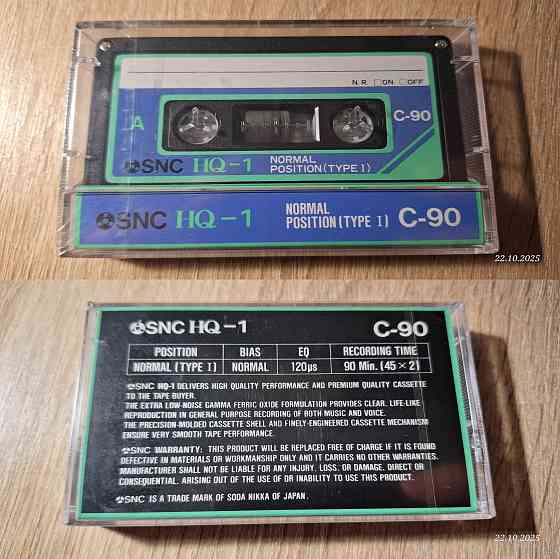 N.R. ☐ON ☐OFF
A
C-90
SNC HQ-1 NORMAL POSITION(TYPE I)
SNC HQ-1 NORMAL POSITION(TYPE I) C-90
22.10.2025
SNC HQ-1 C-90
POSITION BIAS EQ RECORDING TIME
NORMAL (TYPE I) NORMAL 120µs 90 Min. (45×2)
SNC HQ-1 DELIVERS HIGH QUALITY PERFORMANCE AND PREMIUM QUALITY CASSETTE
TO THE TAPE BUYER.
THE EXTRA LOW-NOISE GAMMA FERRIC OXIDE FORMULATION PROVIDES CLEAR. LIFE-LIKE
REPRODUCTION IN GENERAL PURPOSE RECORDING OF BOTH MUSIC AND VOICE.
THE PRECISION-MOLDED CASSETTE SHELL AND FINELY-ENGINEERED CASSETTE MECHANISM
ENSURE VERY SMOOTH TAPE PERFORMANCE.
SNC WARRANTY: THIS PRODUCT WILL BE REPLACED FREE OF CHARGE IF IT IS FOUND
DEFECTIVE IN MATERIALS OR WORKMANSHIP ONLY AND IT CARRIES NO OTHER WARRANTIES.
MANUFACTURER SHALL NOT BE LIABLE FOR ANY INJURY. LOSS. OR DAMAGE. DIRECT OR
CONSEQUENTIAL. ARISING OUT OF THE USE OF OR INABILITY TO USE THIS PRODUCT.
SNC IS A TRADE MARK OF SODA NIKKA OF JAPAN.
22.10.2025